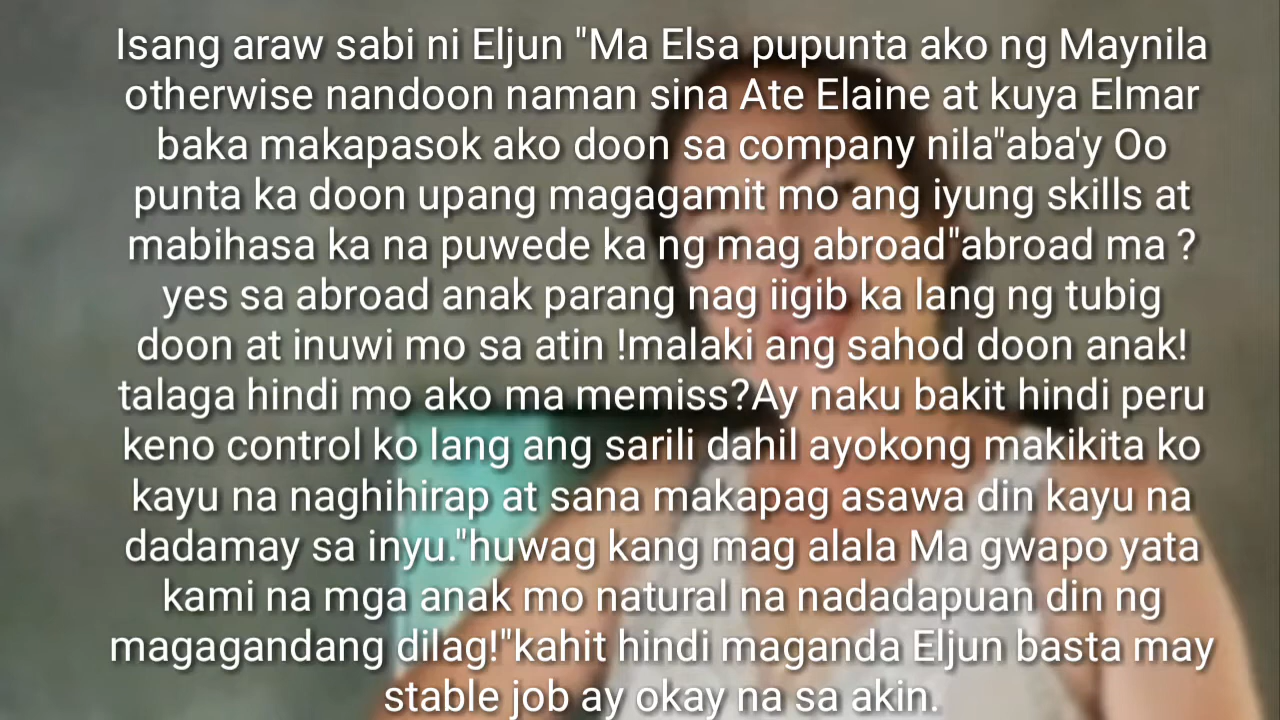 Isang araw sabi ni Eljun "Ma Elsa pupunta ako ng Maynila
otherwise nandoon naman sina Ate Elaine at kuya Elmar
baka makapasok ako doon sa company nila"aba'y Oo
punta ka doon upang magagamit mo ang iyung skills at
mabihasa ka na puwede ka ng mag abroad"abroad ma ?
yes sa abroad anak parang nag iigib ka lang ng tubig
doon at inuwi mo sa atin !malaki ang sahod doon anak!
talaga hindi mo ako ma memiss?Ay naku bakit hindi peru
keno control ko lang ang sarili dahil ayokong makikita ko
kayu na naghihirap at sana makapag asawa din kayu na
dadamay sa inyu."huwag kang mag alala Ma gwapo yata
kami na mga anak mo natural na nadadapuan din ng
magagandang dilag!"kahit hindi maganda Eljun basta may
stable job ay okay na sa akin.